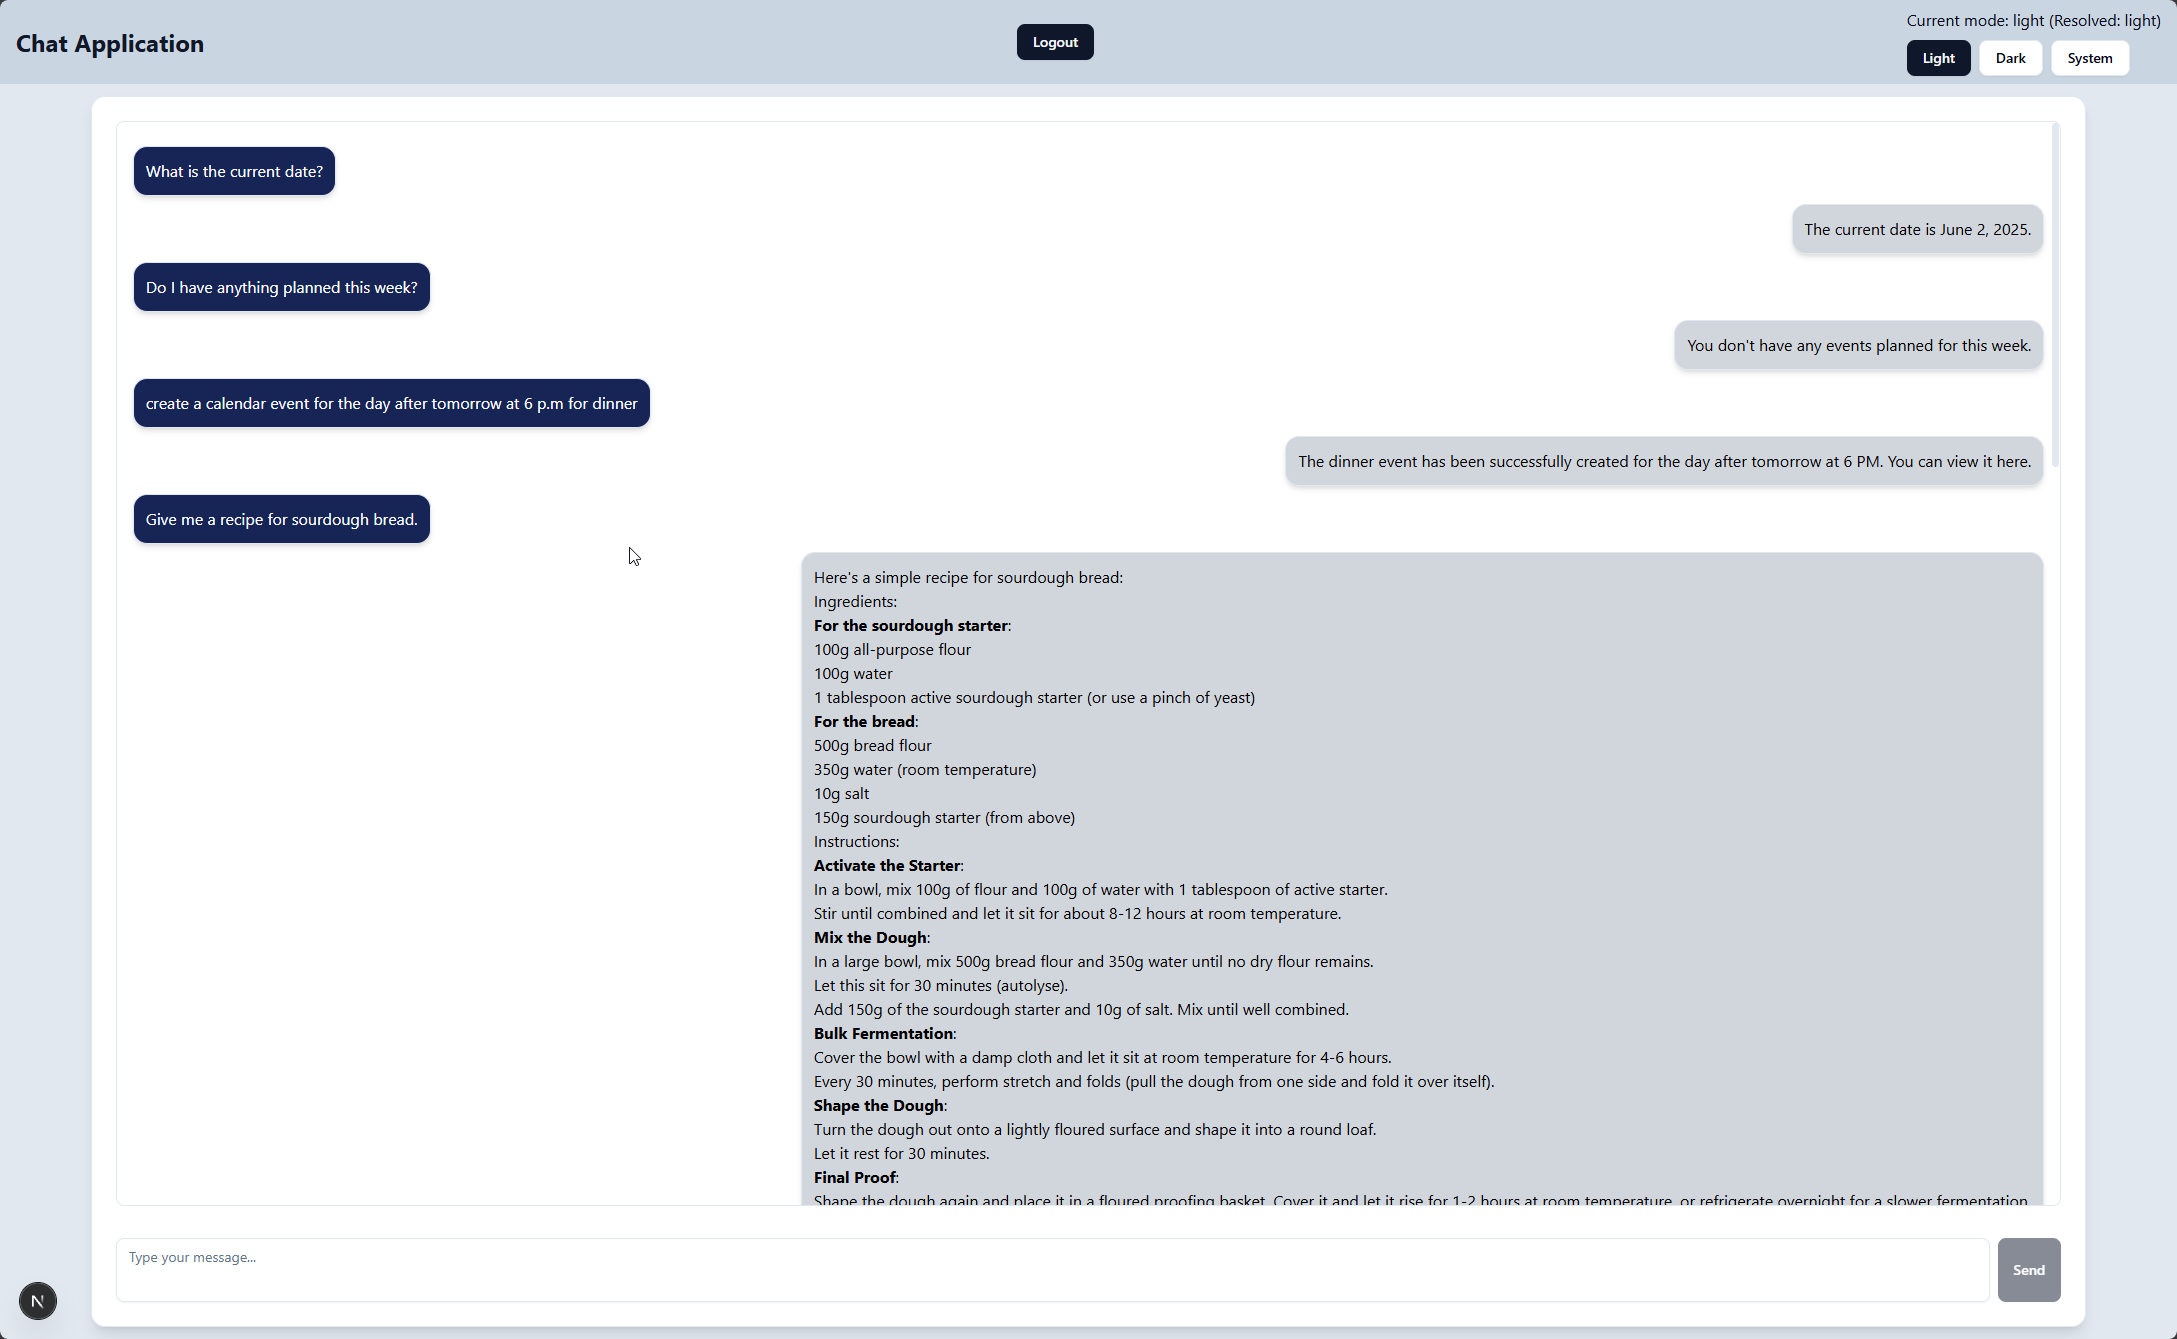 Chat Application
Logout
Current mode: light (Resolved: light)
Light
Dark
System
What is the current date?
The current date is June 2, 2025.
Do I have anything planned this week?
You don't have any events planned for this week.
create a calendar event for the day after tomorrow at 6 p.m for dinner
The dinner event has been successfully created for the day after tomorrow at 6 PM. You can view it here.
Give me a recipe for sourdough bread.
Here's a simple recipe for sourdough bread:
Ingredients:
For the sourdough starter:
100g all-purpose flour
100g water
1 tablespoon active sourdough starter (or use a pinch of yeast)
For the bread:
500g bread flour
350g water (room temperature)
10g salt
150g sourdough starter (from above)
Instructions:
Activate the Starter:
In a bowl, mix 100g of flour and 100g of water with 1 tablespoon of active starter.
Stir until combined and let it sit for about 8-12 hours at room temperature.
Mix the Dough:
In a large bowl, mix 500g bread flour and 350g water until no dry flour remains.
Let this sit for 30 minutes (autolyse).
Add 150g of the sourdough starter and 10g of salt. Mix until well combined.
Bulk Fermentation:
Cover the bowl with a damp cloth and let it sit at room temperature for 4-6 hours.
Every 30 minutes, perform stretch and folds (pull the dough from one side and fold it over itself).
Shape the Dough:
Turn the dough out onto a lightly floured surface and shape it into a round loaf.
Let it rest for 30 minutes.
Final Proof:
Shape the dough again and place it in a floured proofing basket. Cover it and let it rise for 1-2 hours at room temperature, or refrigerate overnight for a slower fermentation.
Type your message...
Send
N